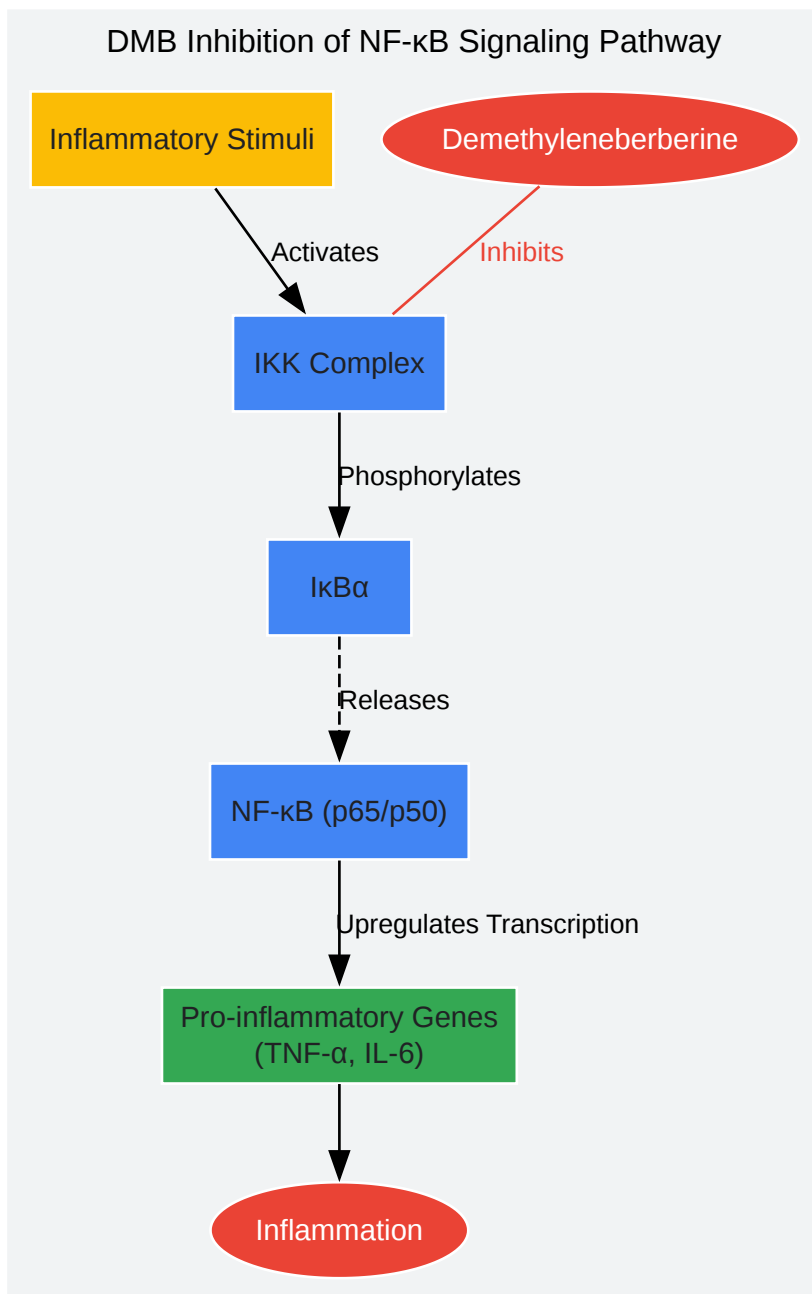 DMB Inhibition of NF-κB Signaling Pathway
Inflammatory Stimuli
Demethyleneberberine
Activates
Inhibits
IKK Complex
Phosphorylates
IκBα
Releases
NF-κB (p65/p50)
Upregulates Transcription
Pro-inflammatory Genes
(TNF-α, IL-6)
Inflammation